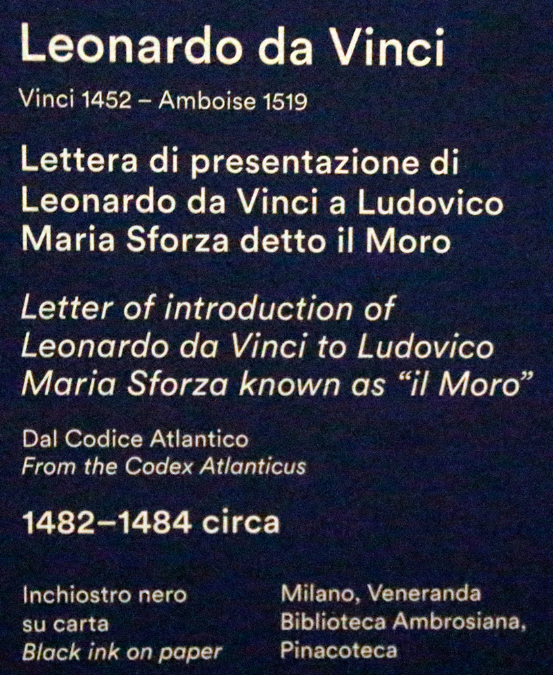 Leonardo da Vinci
Vinci 1452 – Amboise 1519
Lettera di presentazione di
Leonardo da Vinci a Ludovico
Maria Sforza detto il Moro
Letter of introduction of
Leonardo da Vinci to Ludovico
Maria Sforza known as “il Moro”
Dal Codice Atlantico
From the Codex Atlanticus
1482–1484 circa
Inchiostro nero
su carta
Black ink on paper
Milano, Veneranda
Biblioteca Ambrosiana,
Pinacoteca